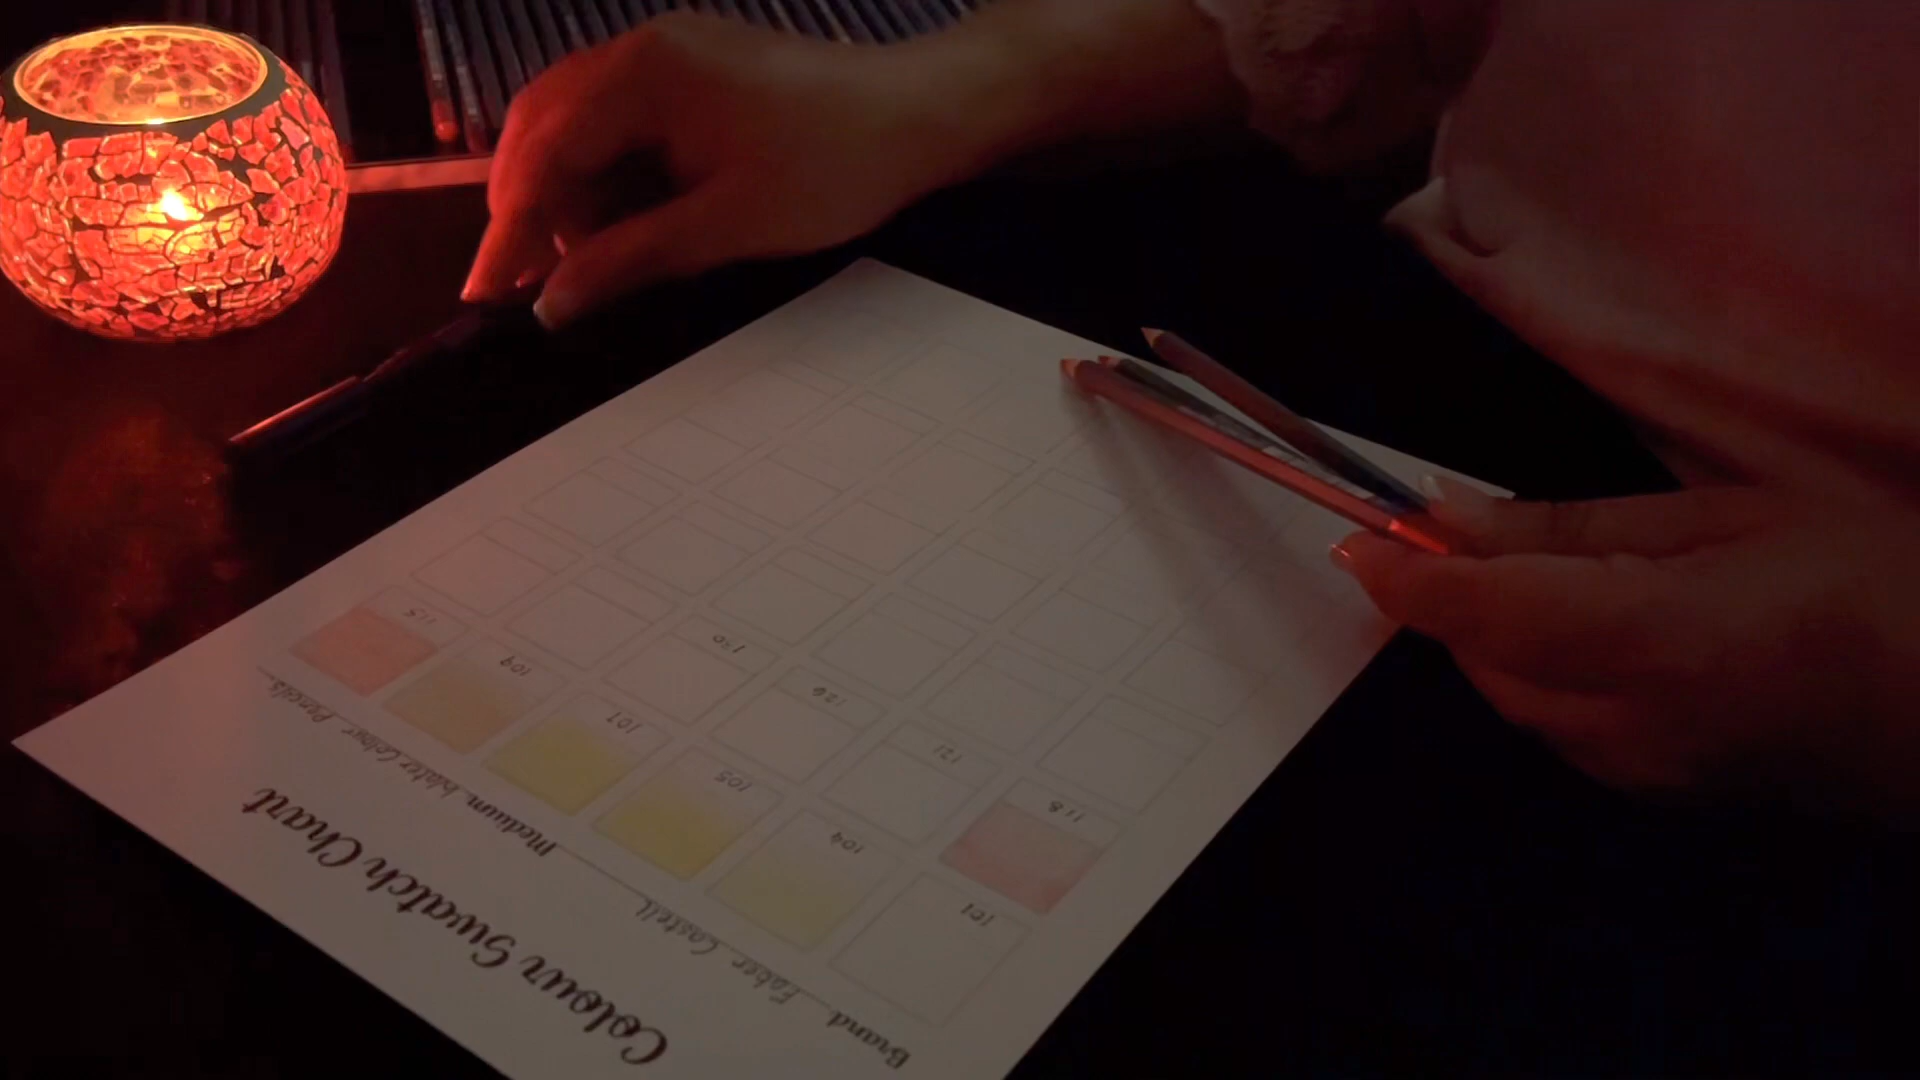 Colour Swatch Chart
Brand Faber Castell Medium Water Colour Pencils
101 104 105 107 109 115
118 121 126 130